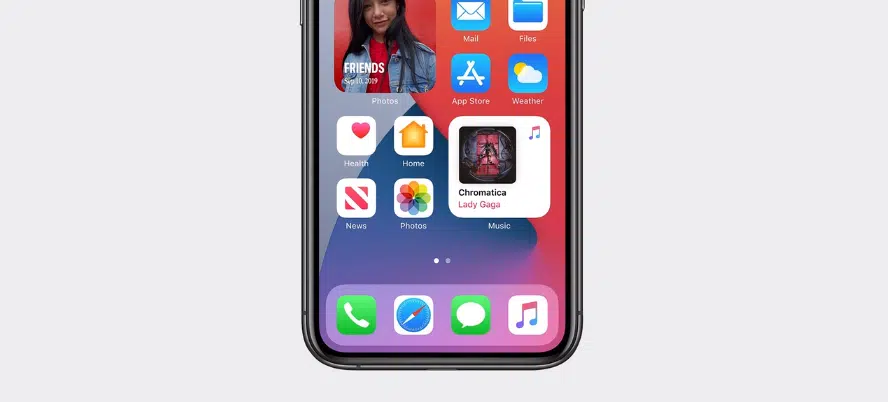 FRIENDS
Sep 10, 2019
Photos
Mail
Files
App Store
Weather
Health
Home
Chromatica
Lady Gaga
News
Photos
Music